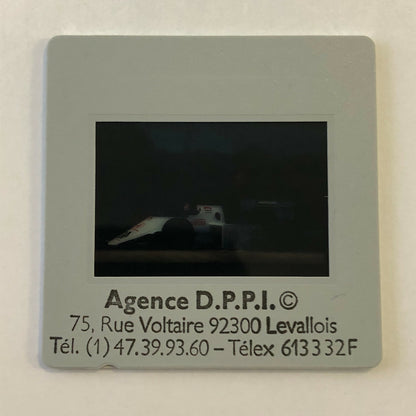 Agence D.P.P.I.©
75, Rue Voltaire 92300 Levallois
Tél. (1) 47.39.93.60 – Télex 613332F